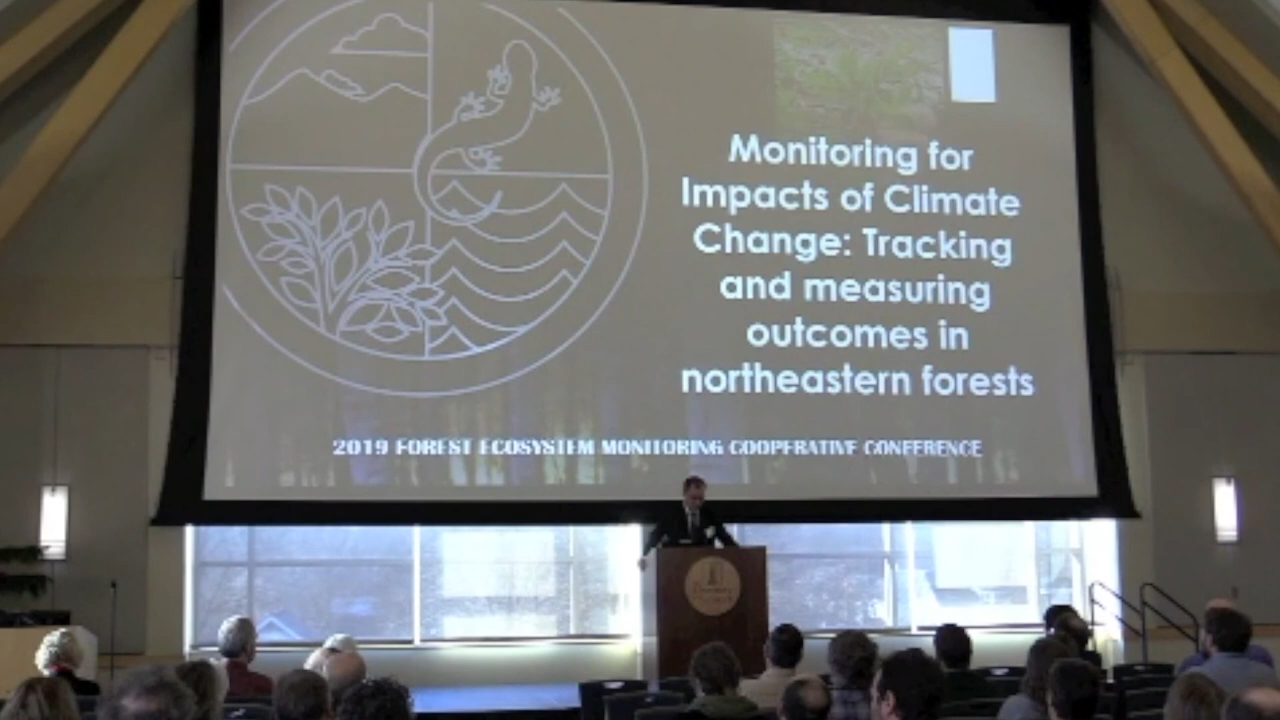 Monitoring for
Impacts of Climate
Change: Tracking
and measuring
outcomes in
northeastern forests
2019 FOREST ECOSYSTEM MONITORING COOPERATIVE CONFERENCE